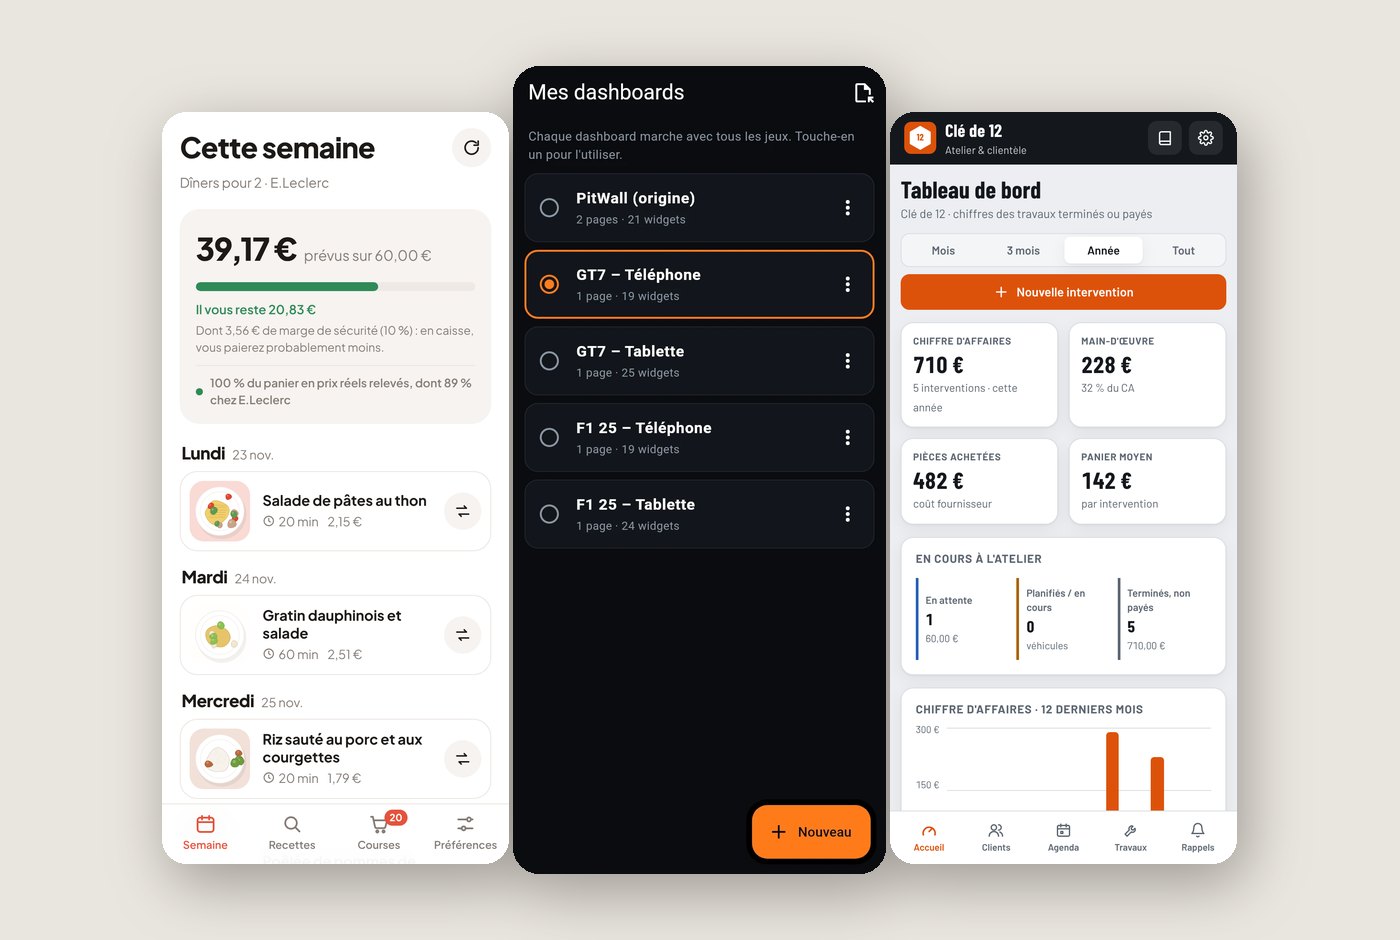 Cette semaine
Dîners pour 2 · E.Leclerc
39,17 € prévus sur 60,00 €
Il vous reste 20,83 €
Dont 3,56 € de marge de sécurité (10 %) : en caisse,
vous paierez probablement moins.
100 % du panier en prix réels relevés, dont 89 %
chez E.Leclerc
Lundi 23 nov.
Salade de pâtes au thon
20 min 2,15 €
Mardi 24 nov.
Gratin dauphinois et
salade
60 min 2,51 €
Mercredi 25 nov.
Riz sauté au porc et aux
courgettes
20 min 1,79 €
20
Semaine
Recettes
Courses
Préférences
Poêlée de pommes de
Mes dashboards
Chaque dashboard marche avec tous les jeux. Touche-en
un pour l'utiliser.
PitWall (origine)
2 pages · 21 widgets
GT7 – Téléphone
1 page · 19 widgets
GT7 – Tablette
1 page · 25 widgets
F1 25 – Téléphone
1 page · 19 widgets
F1 25 – Tablette
1 page · 24 widgets
Nouveau
12
Clé de 12
Atelier & clientèle
Tableau de bord
Clé de 12 · chiffres des travaux terminés ou payés
Mois
3 mois
Année
Tout
Nouvelle intervention
CHIFFRE D'AFFAIRES
710 €
5 interventions · cette
année
MAIN-D'ŒUVRE
228 €
32 % du CA
PIÈCES ACHETÉES
482 €
coût fournisseur
PANIER MOYEN
142 €
par intervention
EN COURS À L'ATELIER
En attente
1
60,00 €
Planifiés / en
cours
0
véhicules
Terminés, non
payés
5
710,00 €
CHIFFRE D'AFFAIRES · 12 DERNIERS MOIS
300 €
150 €
Accueil
Clients
Agenda
Travaux
Rappels